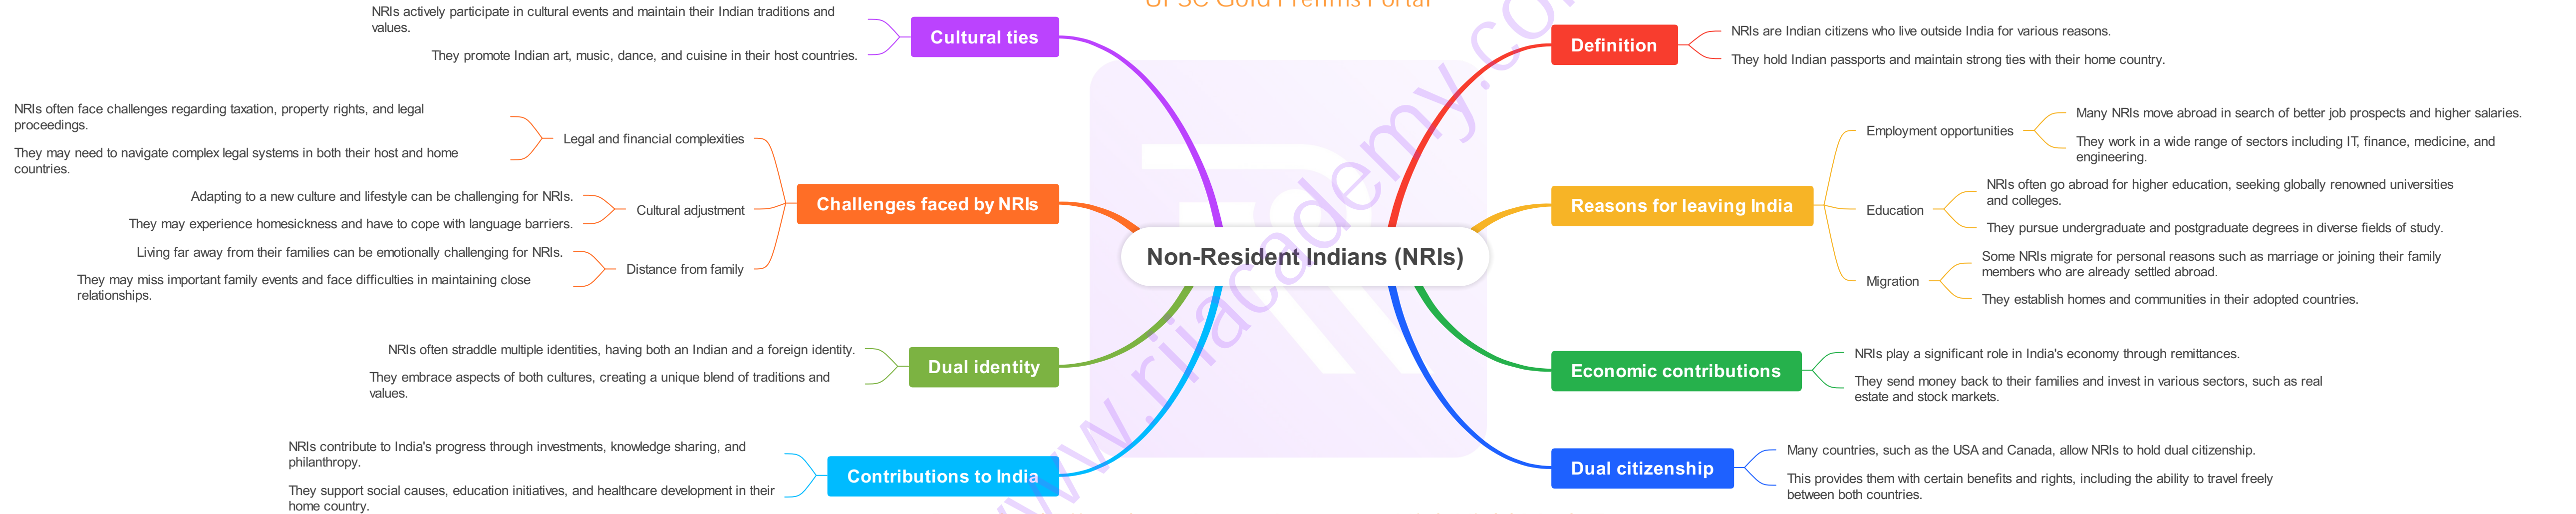 UPSC Gold Prelims Portal
Cultural ties
NRIs actively participate in cultural events and maintain their Indian traditions and
values.
They promote Indian art, music, dance, and cuisine in their host countries.
Challenges faced by NRIs
Legal and financial complexities
NRIs often face challenges regarding taxation, property rights, and legal
proceedings.
They may need to navigate complex legal systems in both their host and home
countries.
Cultural adjustment
Adapting to a new culture and lifestyle can be challenging for NRIs.
They may experience homesickness and have to cope with language barriers.
Distance from family
Living far away from their families can be emotionally challenging for NRIs.
They may miss important family events and face difficulties in maintaining close
relationships.
Dual identity
NRIs often straddle multiple identities, having both an Indian and a foreign identity.
They embrace aspects of both cultures, creating a unique blend of traditions and
values.
Contributions to India
NRIs contribute to India's progress through investments, knowledge sharing, and
philanthropy.
They support social causes, education initiatives, and healthcare development in their
home country.
Non-Resident Indians (NRIs)
Definition
NRIs are Indian citizens who live outside India for various reasons.
They hold Indian passports and maintain strong ties with their home country.
Reasons for leaving India
Employment opportunities
Many NRIs move abroad in search of better job prospects and higher salaries.
They work in a wide range of sectors including IT, finance, medicine, and
engineering.
Education
NRIs often go abroad for higher education, seeking globally renowned universities
and colleges.
They pursue undergraduate and postgraduate degrees in diverse fields of study.
Migration
Some NRIs migrate for personal reasons such as marriage or joining their family
members who are already settled abroad.
They establish homes and communities in their adopted countries.
Economic contributions
NRIs play a significant role in India's economy through remittances.
They send money back to their families and invest in various sectors, such as real
estate and stock markets.
Dual citizenship
Many countries, such as the USA and Canada, allow NRIs to hold dual citizenship.
This provides them with certain benefits and rights, including the ability to travel freely
between both countries.